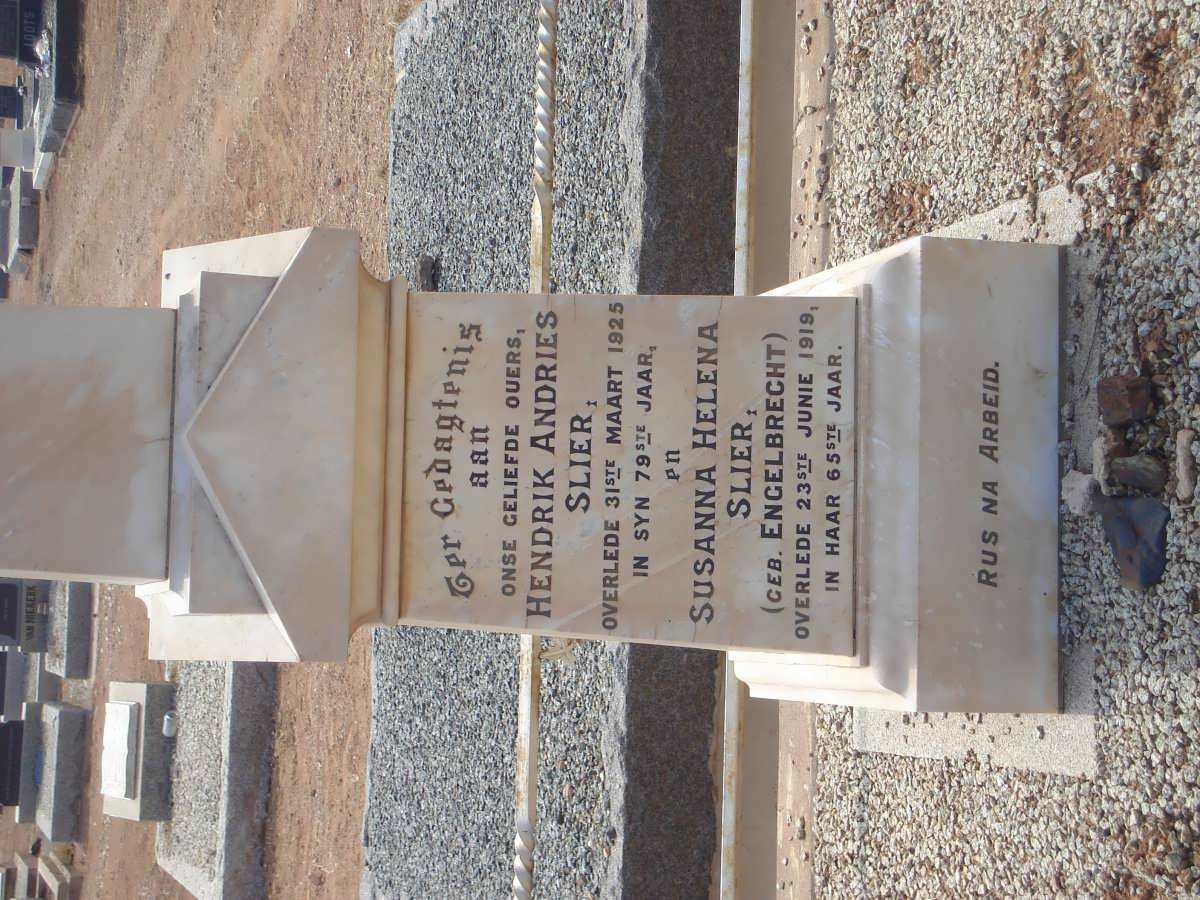 Ter Gedagtenis
aan
ONSE GELIEFDE OUERS,
HENDRIK ANDRIES
SLIER,
OVERLEDE 31STE MAART 1925
IN SYN 79STE JAAR,
en
SUSANNA HELENA
SLIER,
(GEB. ENGELBRECHT)
OVERLEDE 23STE JUNIE 1919,
IN HAAR 65STE JAAR.
RUS NA ARBEID.